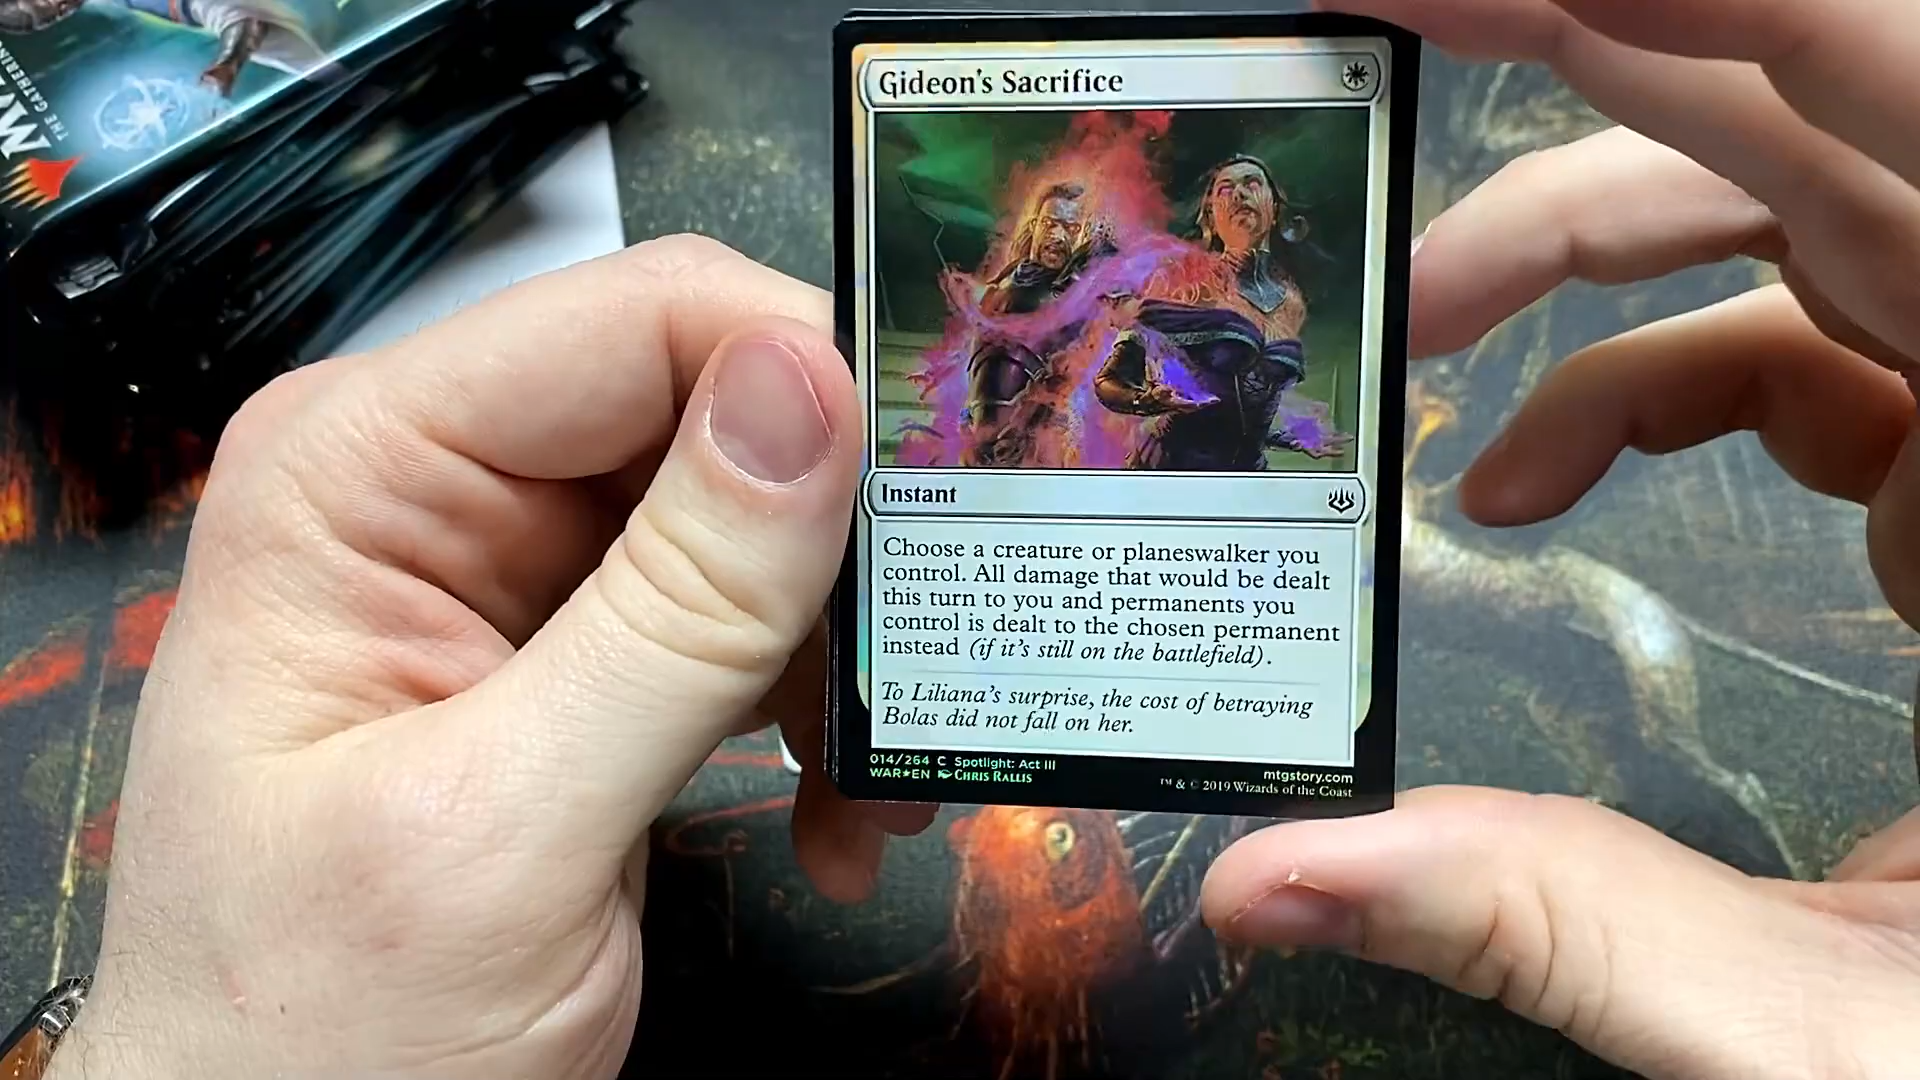 THE GATHERING
Gideon's Sacrifice
Instant
Choose a creature or planeswalker you
control. All damage that would be dealt
this turn to you and permanents you
control is dealt to the chosen permanent
instead (if it's still on the battlefield).
To Liliana's surprise, the cost of betraying
Bolas did not fall on her.
014/264 C Spotlight: Act III
WAR★EN Chris Rallis
mtgstory.com
™ & © 2019 Wizards of the Coast